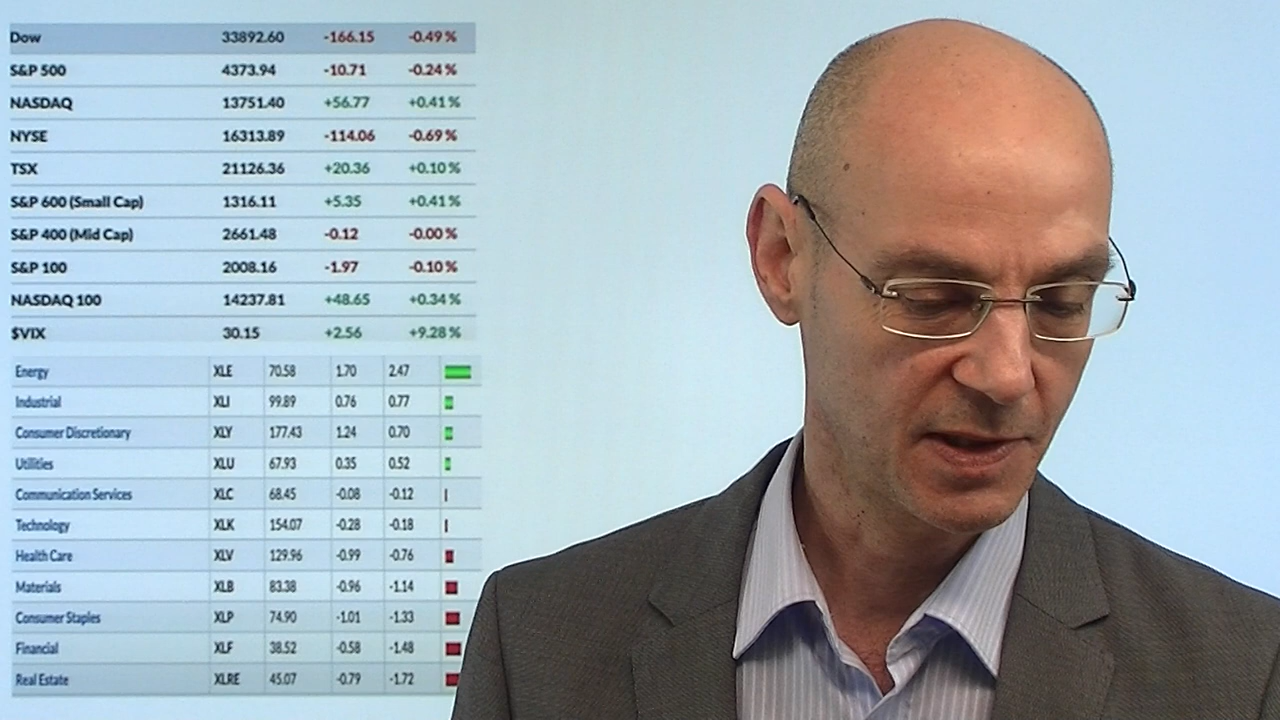 Dow 33892.60 -166.15 -0.49%
S&P 500 4373.94 -10.71 -0.24%
NASDAQ 13751.40 +56.77 +0.41%
NYSE 16313.89 -114.06 -0.69%
TSX 21126.36 +20.36 +0.10%
S&P 600 (Small Cap) 1316.11 +5.35 +0.41%
S&P 400 (Mid Cap) 2661.48 -0.12 -0.00%
S&P 100 2008.16 -1.97 -0.10%
NASDAQ 100 14237.81 +48.65 +0.34%
$VIX 30.15 +2.56 +9.28%
Energy XLE 70.58 1.70 2.47
Industrial XLI 99.89 0.76 0.77
Consumer Discretionary XLY 177.43 1.24 0.70
Utilities XLU 67.93 0.35 0.52
Communication Services XLC 68.45 -0.08 -0.12
Technology XLK 154.07 -0.28 -0.18
Health Care XLV 129.96 -0.99 -0.76
Materials XLB 83.38 -0.96 -1.14
Consumer Staples XLP 74.90 -1.01 -1.33
Financial XLF 38.52 -0.58 -1.48
Real Estate XLRE 45.07 -0.79 -1.72